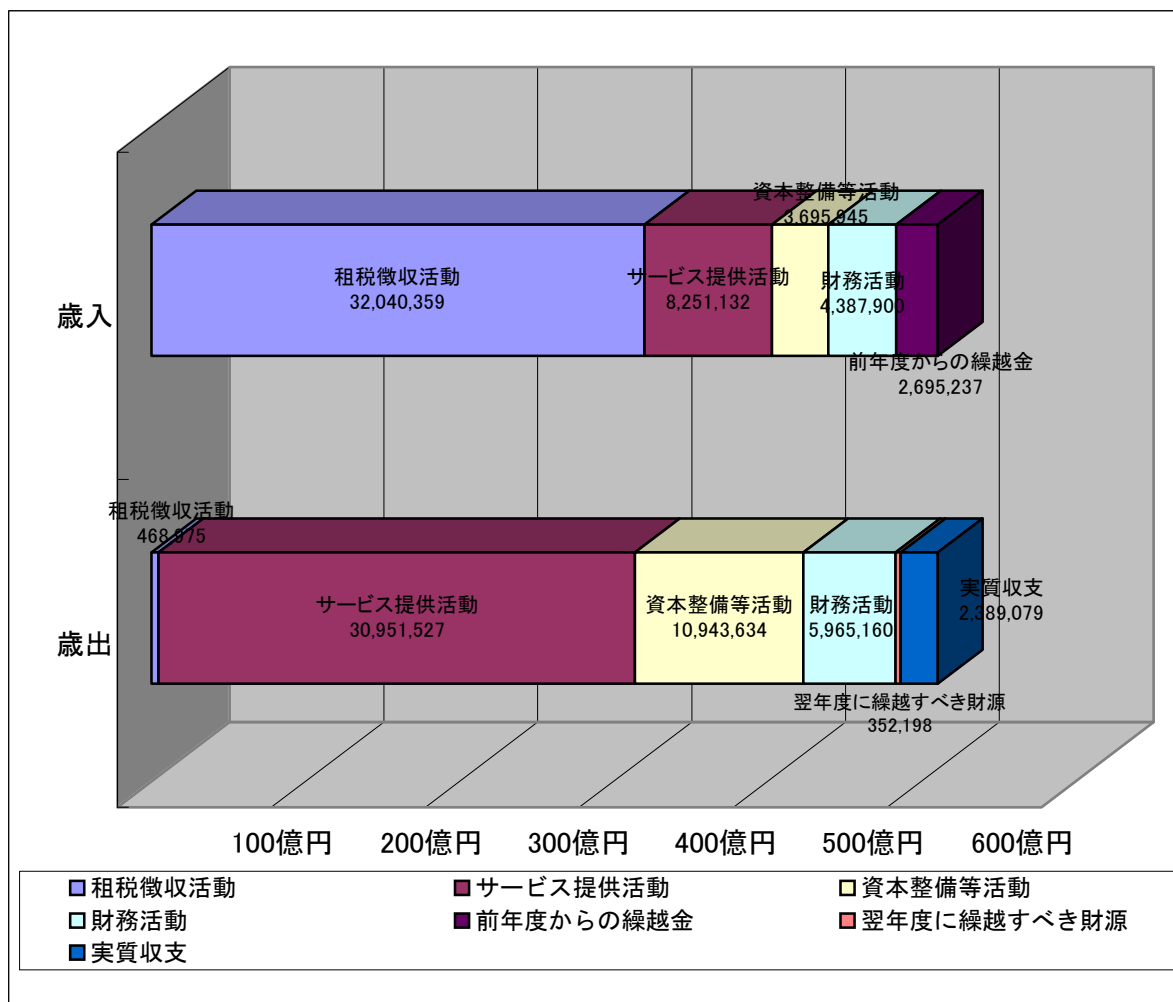 資本整備等活動
3,695,945
租税徴収活動
32,040,359
サービス提供活動
8,251,132
財務活動
4,387,900
歳入
前年度からの繰越金
2,695,237
租税徴収活動
468,975
サービス提供活動
30,951,527
資本整備等活動
10,943,634
財務活動
5,965,160
実質収支
2,389,079
歳出
翌年度に繰越すべき財源
352,198
100億円 200億円 300億円 400億円 500億円 600億円
租税徴収活動 サービス提供活動 資本整備等活動
財務活動 前年度からの繰越金 翌年度に繰越すべき財源
実質収支